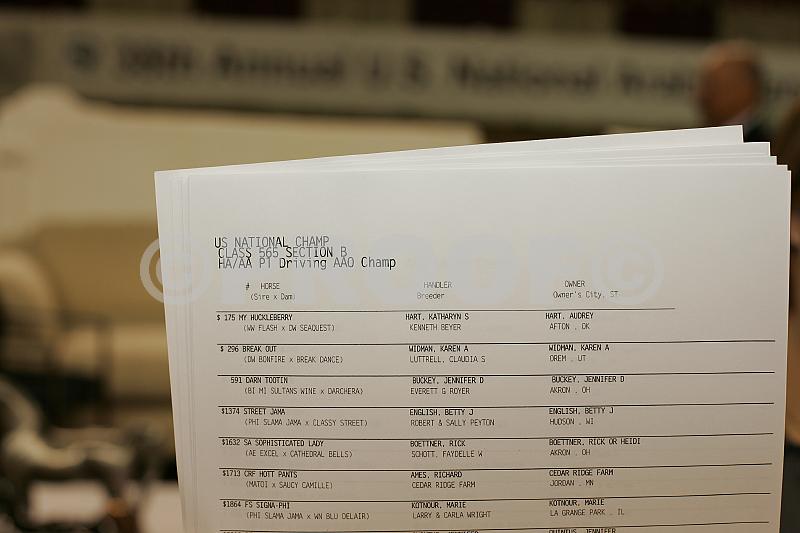 38th Annual U.S. National
US NATIONAL CHAMP
CLASS 565 SECTION B
HA/AA PT Driving AAO Champ
# HORSE HANDLER OWNER
(Sire x Dam) Breeder (Owner's City, ST
$ 175 MY HUCKLEBERRY HART, KATHARYN S HART, AUDREY
(WW FLASH x DW SEAQUEST) KENNETH BEYER AFTON , OK
$ 296 BREAK OUT WIDMAN, KAREN A WIDMAN, KAREN A
(DW BONFIRE x BREAK DANCE) LUTTRELL, CLAUDIA S OREM , UT
591 DARN TOOTIN BUCKEY, JENNIFER D BUCKEY, JENNIFER D
(BI MI SULTANS WINE x DARCHERA) EVERETT G ROYER AKRON , OH
$1374 STREET JAMA ENGLISH, BETTY J ENGLISH, BETTY J
(PHI SLAMA JAMA x CLASSY STREET) ROBERT & SALLY PEYTON HUDSON , WI
$1632 SA SOPHISTICATED LADY BOETTNER, RICK BOETTNER, RICK OR HEIDI
(AE EXCEL x CATHEDRAL BELLS) SCHOTT, FAYDELLE W AKRON , OH
$1713 CRF HOTT PANTS AMES, RICHARD CEDAR RIDGE FARM
(MATOI x SAUCY CAMILLE) CEDAR RIDGE FARM JORDAN , MN
$1864 FS SIGNA-PHI KOTNOUR, MARIE KOTNOUR, MARIE
(PHI SLAMA JAMA x WN BLU DELAIR) LARRY & CARLA WRIGHT LA GRANGE PARK , IL